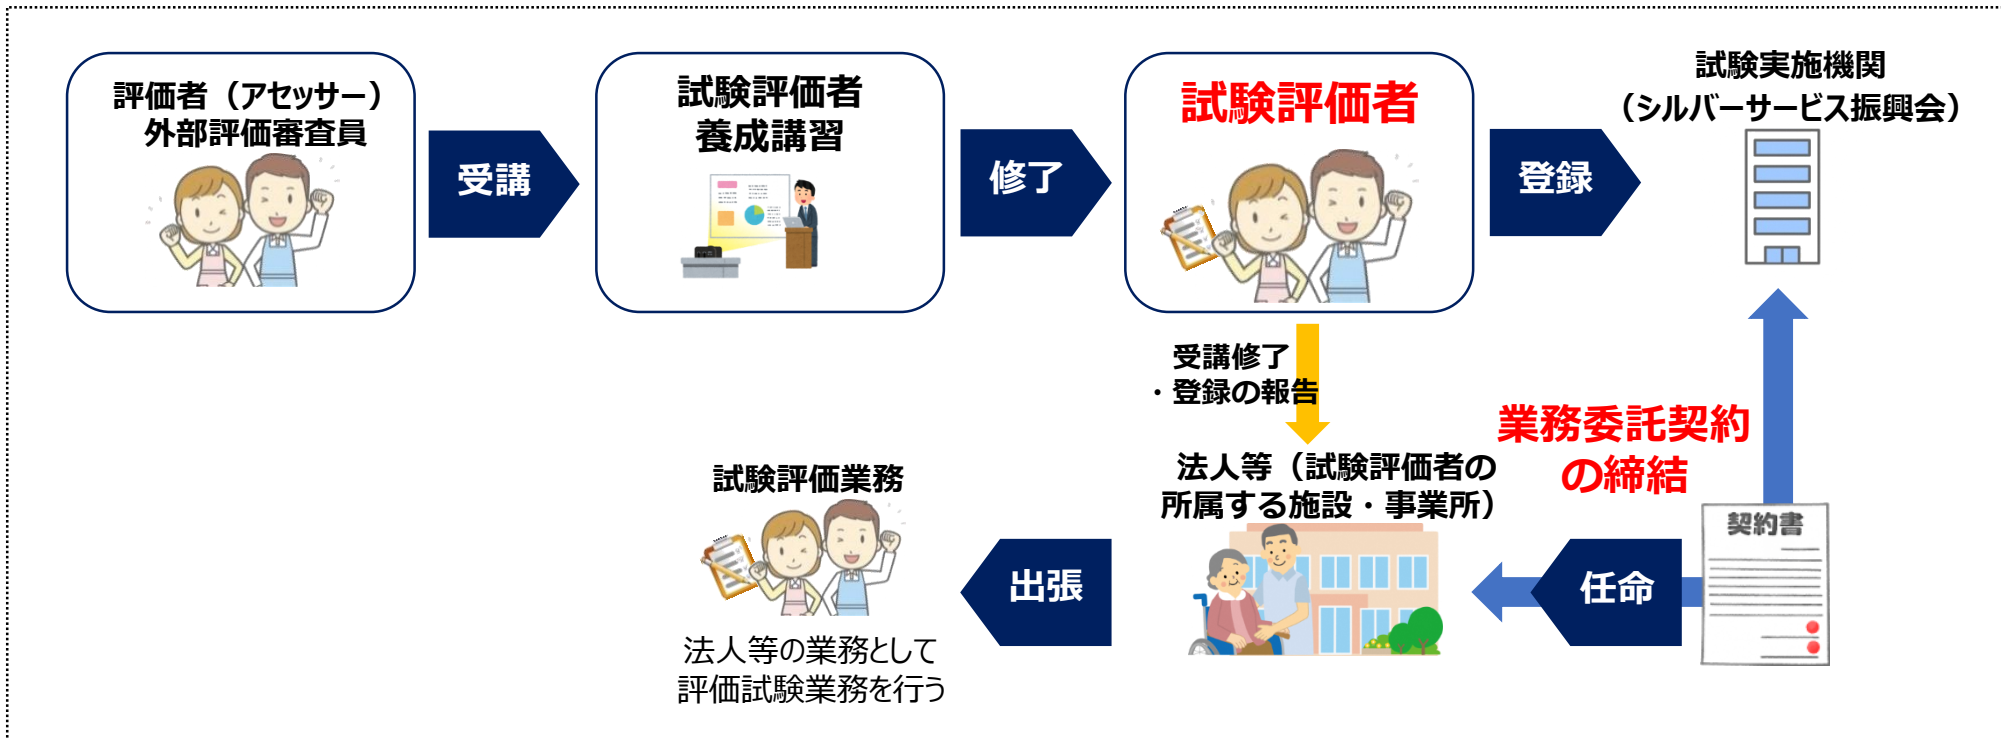 評価者（アセッサー）
外部評価審査員
受講
試験評価者
養成講習
修了
試験評価者
登録
試験実施機関
（シルバーサービス振興会）
受講修了
・登録の報告
業務委託契約
の締結
契約書
任命
法人等（試験評価者の
所属する施設・事業所）
出張
試験評価業務
法人等の業務として
評価試験業務を行う